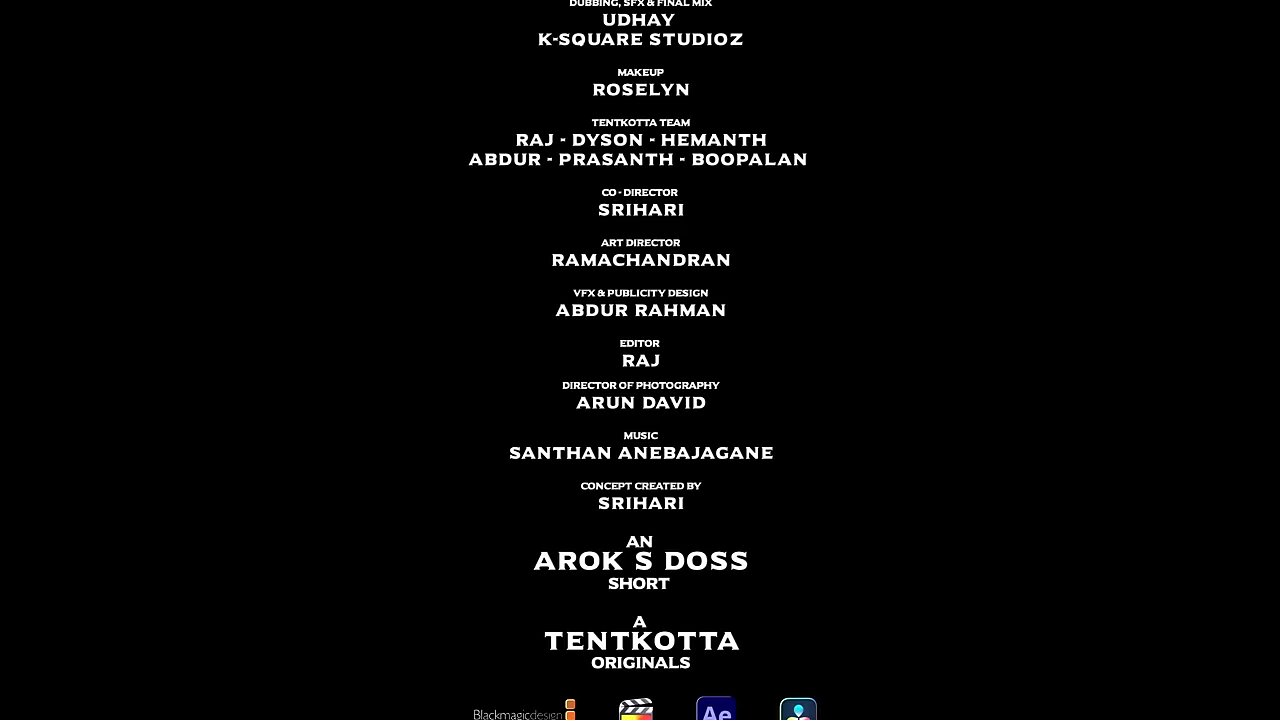 DUBBING, SFX & FINAL MIX
UDHAY
K-SQUARE STUDIOZ
MAKEUP
ROSELYN
TENTKOTTA TEAM
RAJ - DYSON - HEMANTH
ABDUR - PRASANTH - BOOPALAN
CO - DIRECTOR
SRIHARI
ART DIRECTOR
RAMACHANDRAN
VFX & PUBLICITY DESIGN
ABDUR RAHMAN
EDITOR
RAJ
DIRECTOR OF PHOTOGRAPHY
ARUN DAVID
MUSIC
SANTHAN ANEBAJAGANE
CONCEPT CREATED BY
SRIHARI
AN
AROK S DOSS
SHORT
A
TENTKOTTA
ORIGINALS
Blackmagicdesign Ae